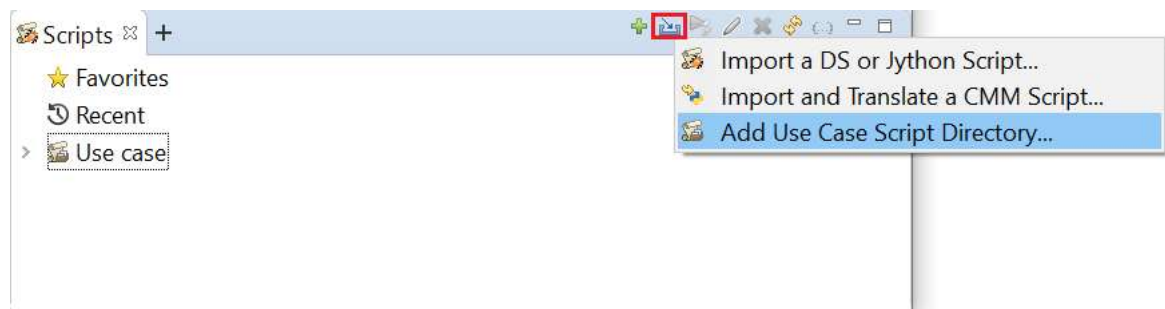 Scripts
Favorites
Recent
Use case
Import a DS or Jython Script...
Import and Translate a CMM Script...
Add Use Case Script Directory...